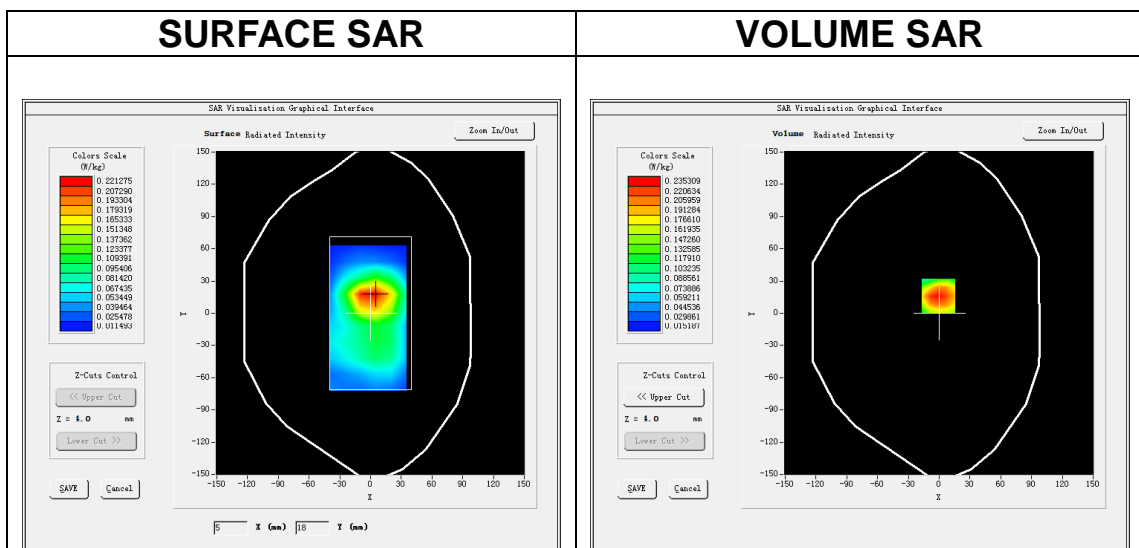 SURFACE SAR
VOLUME SAR
SAR Visualisation Graphical Interface
Surface Radiated Intensity
Zoom In/Out
Colors Scale
(W/kg)
0.221275
0.207290
0.193304
0.179319
0.165333
0.151348
0.137362
0.123377
0.109391
0.095406
0.081420
0.067435
0.053449
0.039464
0.025478
0.011493
150
120
90
60
30
0
-30
-60
-90
-120
-150
Y
-150 -120 -90 -60 -30 0 30 60 90 120 150
X
Z-Cuts Control
<< Upper Cut
Z = 4.0 mm
Lower Cut >>
SAVE Cancel
5 X (mm) 18 Y (mm)
SAR Visualisation Graphical Interface
Volume Radiated Intensity
Zoom In/Out
Colors Scale
(W/kg)
0.235309
0.220634
0.205959
0.191284
0.176610
0.161935
0.147260
0.132585
0.117910
0.103235
0.088561
0.073886
0.059211
0.044536
0.029861
0.015187
150
120
90
60
30
0
-30
-60
-90
-120
-150
Y
-150 -120 -90 -60 -30 0 30 60 90 120 150
X
Z-Cuts Control
<< Upper Cut
Z = 4.0 mm
Lower Cut >>
SAVE Cancel